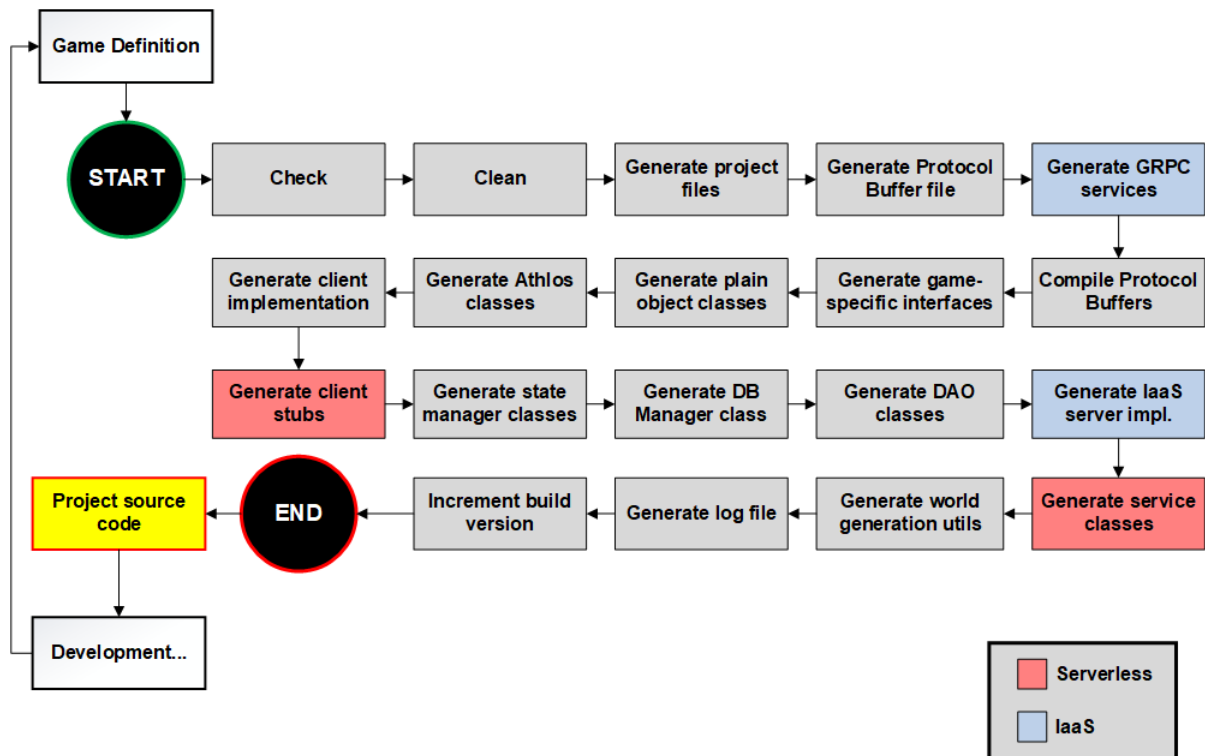 Game Definition
START
Check
Clean
Generate project
files
Generate Protocol
Buffer file
Generate GRPC
services
Generate client
implementation
Generate Athlos
classes
Generate plain
object classes
Generate game-
specific interfaces
Compile Protocol
Buffers
Generate client
stubs
Generate state
manager classes
Generate DB
Manager class
Generate DAO
classes
Generate IaaS
server impl.
Project source
code
END
Increment build
version
Generate log file
Generate world
generation utils
Generate service
classes
Development...
Serverless
IaaS